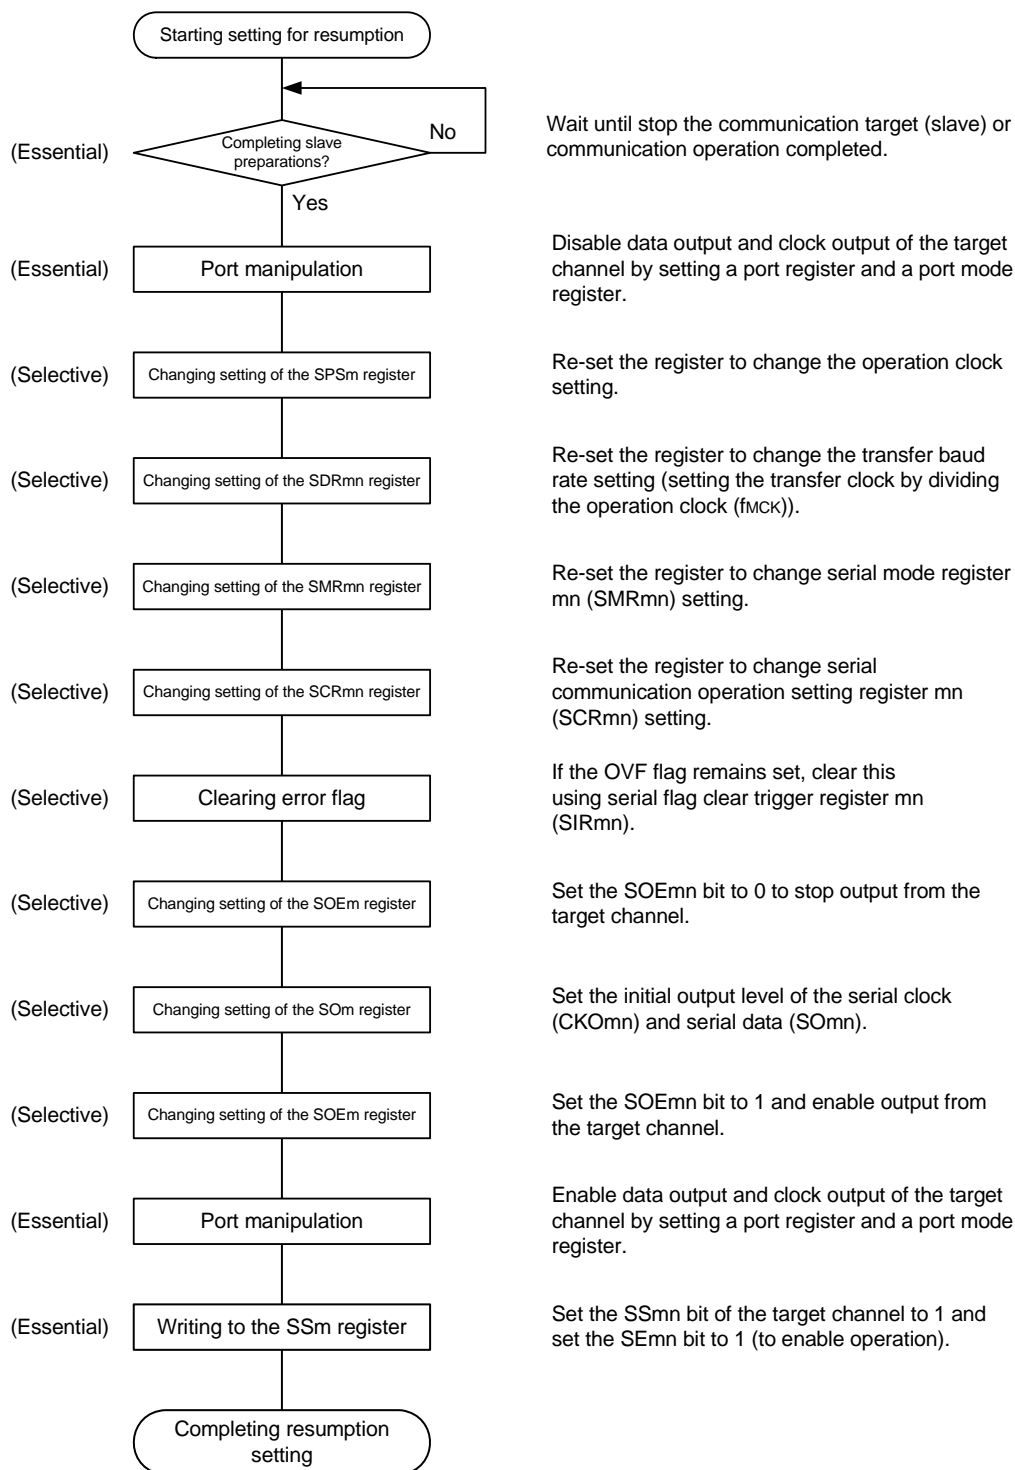 Starting setting for resumption
(Essential)
Completing slave
preparations?
No
Wait until stop the communication target (slave) or
communication operation completed.
Yes
(Essential)
Port manipulation
Disable data output and clock output of the target
channel by setting a port register and a port mode
register.
(Selective)
Changing setting of the SPSm register
Re-set the register to change the operation clock
setting.
(Selective)
Changing setting of the SDRmn register
Re-set the register to change the transfer baud
rate setting (setting the transfer clock by dividing
the operation clock (fMCK)).
(Selective)
Changing setting of the SMRmn register
Re-set the register to change serial mode register
mn (SMRmn) setting.
(Selective)
Changing setting of the SCRmn register
Re-set the register to change serial
communication operation setting register mn
(SCRmn) setting.
(Selective)
Clearing error flag
If the OVF flag remains set, clear this
using serial flag clear trigger register mn
(SIRmn).
(Selective)
Changing setting of the SOEm register
Set the SOEmn bit to 0 to stop output from the
target channel.
(Selective)
Changing setting of the SOm register
Set the initial output level of the serial clock
(CKOmn) and serial data (SOmn).
(Selective)
Changing setting of the SOEm register
Set the SOEmn bit to 1 and enable output from
the target channel.
(Essential)
Port manipulation
Enable data output and clock output of the target
channel by setting a port register and a port mode
register.
(Essential)
Writing to the SSm register
Set the SSmn bit of the target channel to 1 and
set the SEmn bit to 1 (to enable operation).
Completing resumption
setting